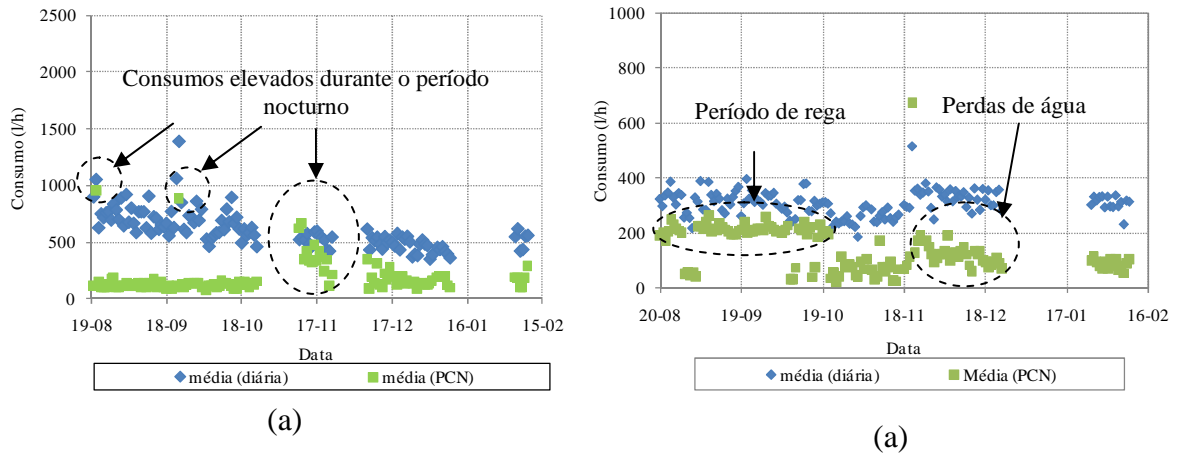 2500
2000
1500
1000
500
0
Consumo (l/h)
Consumos elevados durante o período
nocturno
19-08 18-09 18-10 17-11 17-12 16-01 15-02
Data
média (diária) média (PCN)
(a)
1000
800
600
400
200
0
Consumo (l/h)
Período de rega
Perdas de água
20-08 19-09 19-10 18-11 18-12 17-01 16-02
Data
média (diária) Média (PCN)
(a)